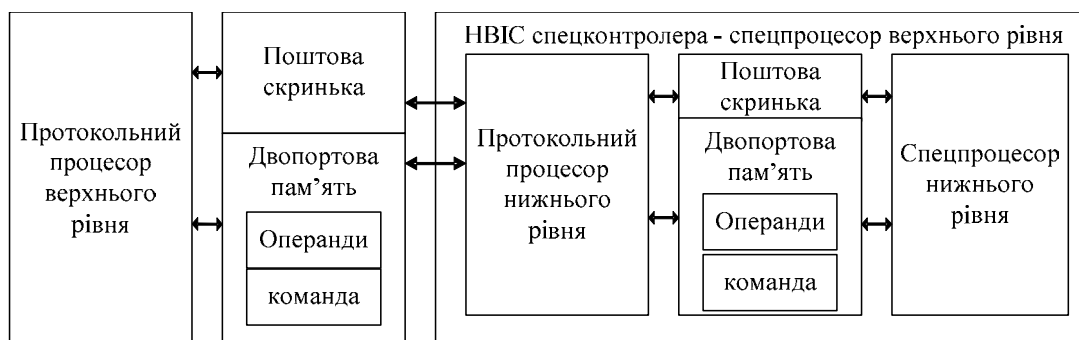 Протокольний
процесор
верхнього
рівня
Поштова
скринька
Двопортова
пам’ять
Операнди
команда
НВІС спецконтролера - спецпроцесор верхнього рівня
Протокольний
процесор
нижнього
рівня
Поштова
скринька
Двопортова
пам’ять
Операнди
команда
Спецпроцесор
нижнього
рівня